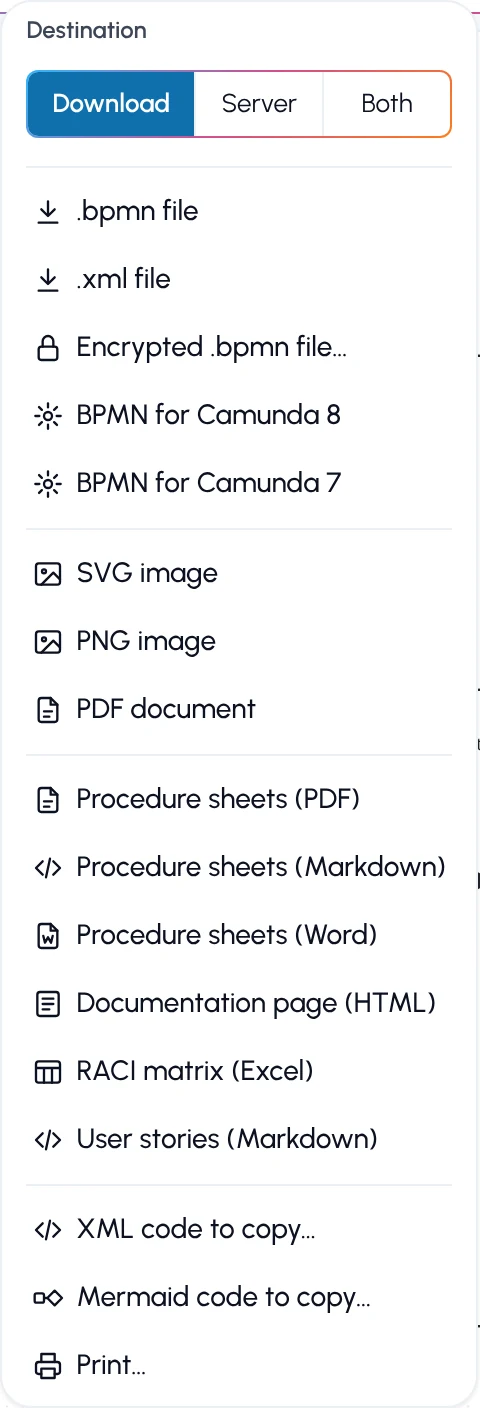 Destination
Download
Server
Both
.bpmn file
.xml file
Encrypted .bpmn file...
BPMN for Camunda 8
BPMN for Camunda 7
SVG image
PNG image
PDF document
Procedure sheets (PDF)
Procedure sheets (Markdown)
Procedure sheets (Word)
Documentation page (HTML)
RACI matrix (Excel)
User stories (Markdown)
XML code to copy...
Mermaid code to copy...
Print...